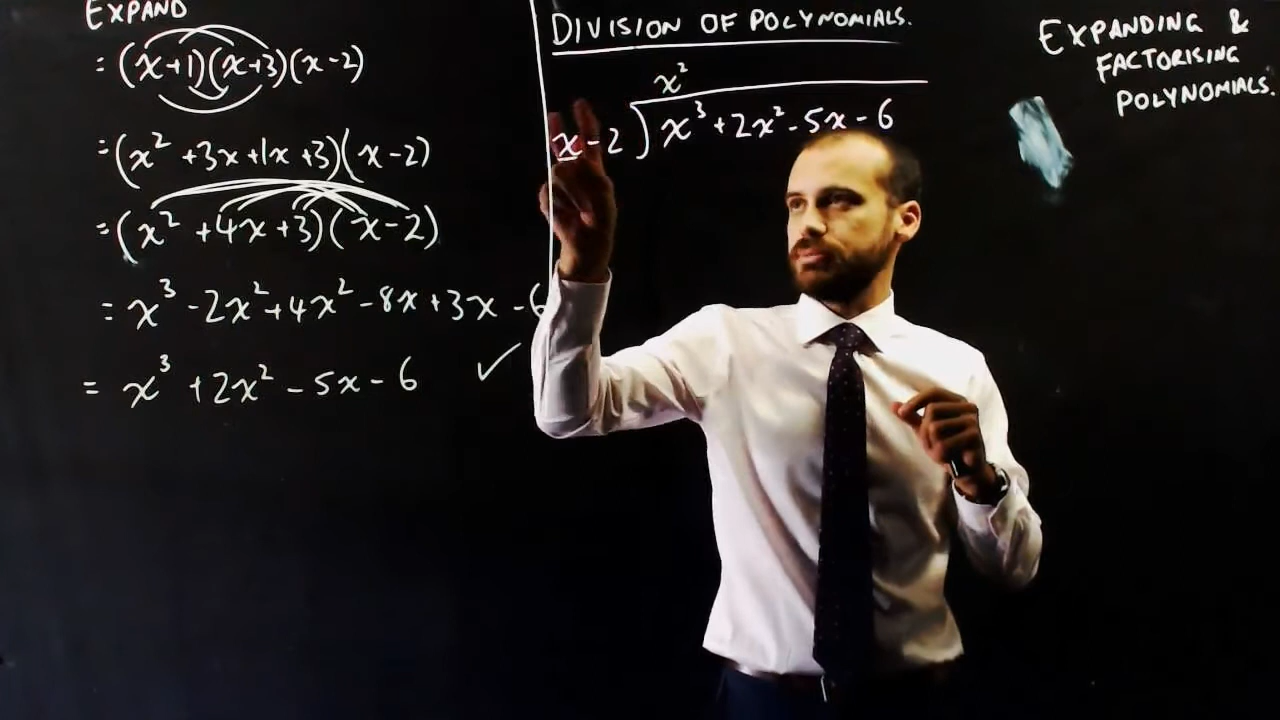 EXPAND
= (x+1)(x+3)(x-2)
= (x² +3x+1x+3)(x-2)
= (x² +4x+3)(x-2)
= x³ -2x² +4x² -8x+3x -6
= x³ +2x² -5x-6 ✓
DIVISION OF POLYNOMIALS.
x²
x-2)x³+2x²-5x-6
EXPANDING &
FACTORISING
POLYNOMIALS.